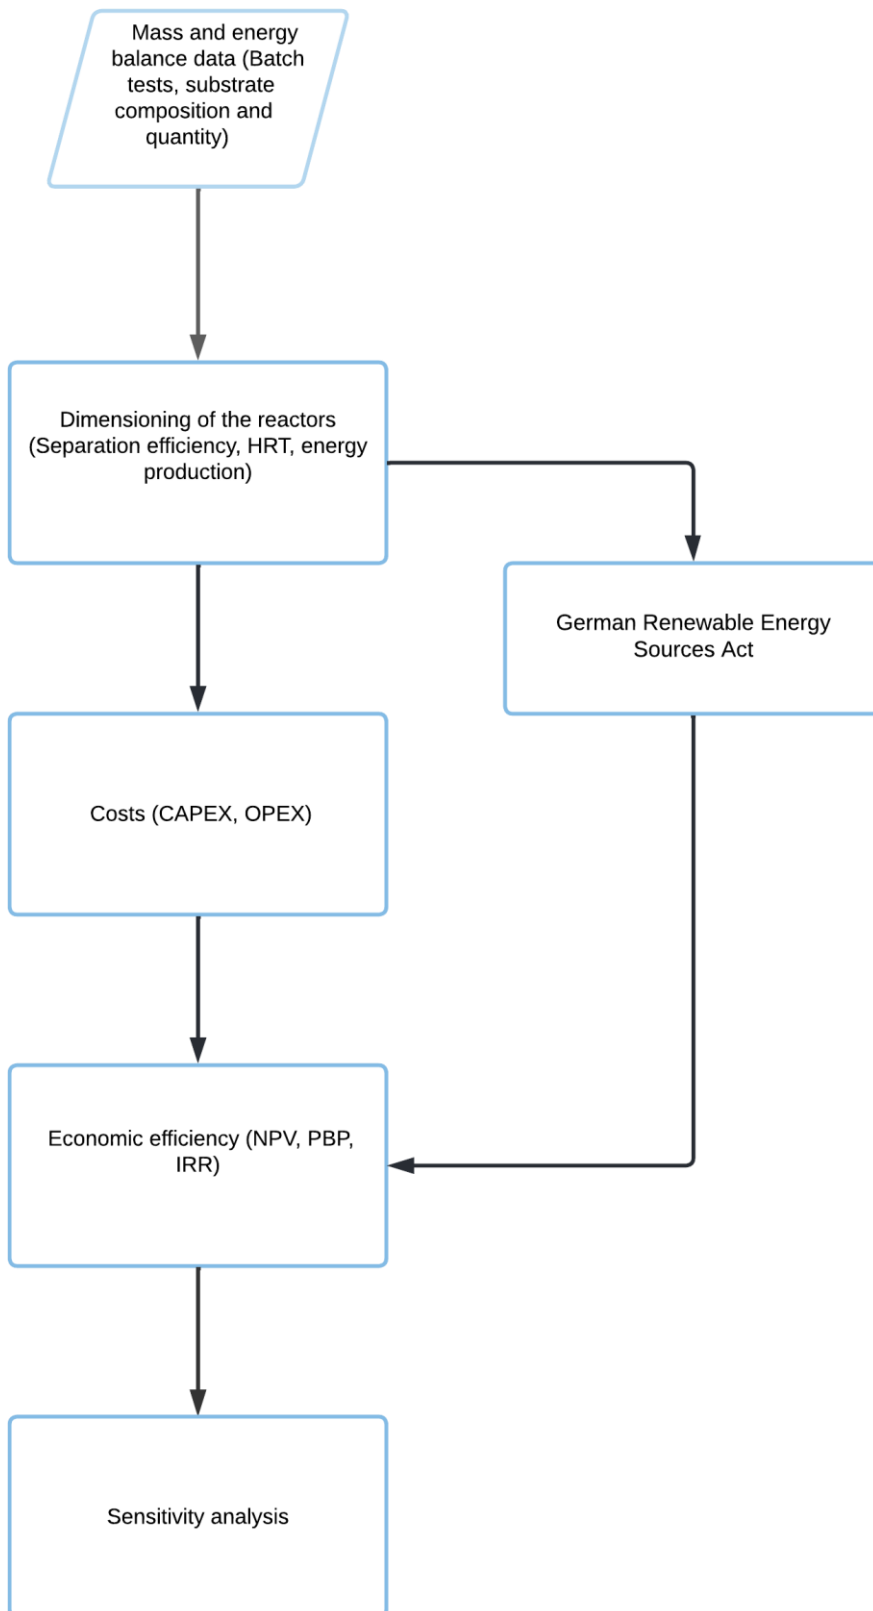 Mass and energy
balance data (Batch
tests, substrate
composition and
quantity)
Dimensioning of the reactors
(Separation efficiency, HRT, energy
production)
German Renewable Energy
Sources Act
Costs (CAPEX, OPEX)
Economic efficiency (NPV, PBP,
IRR)
Sensitivity analysis